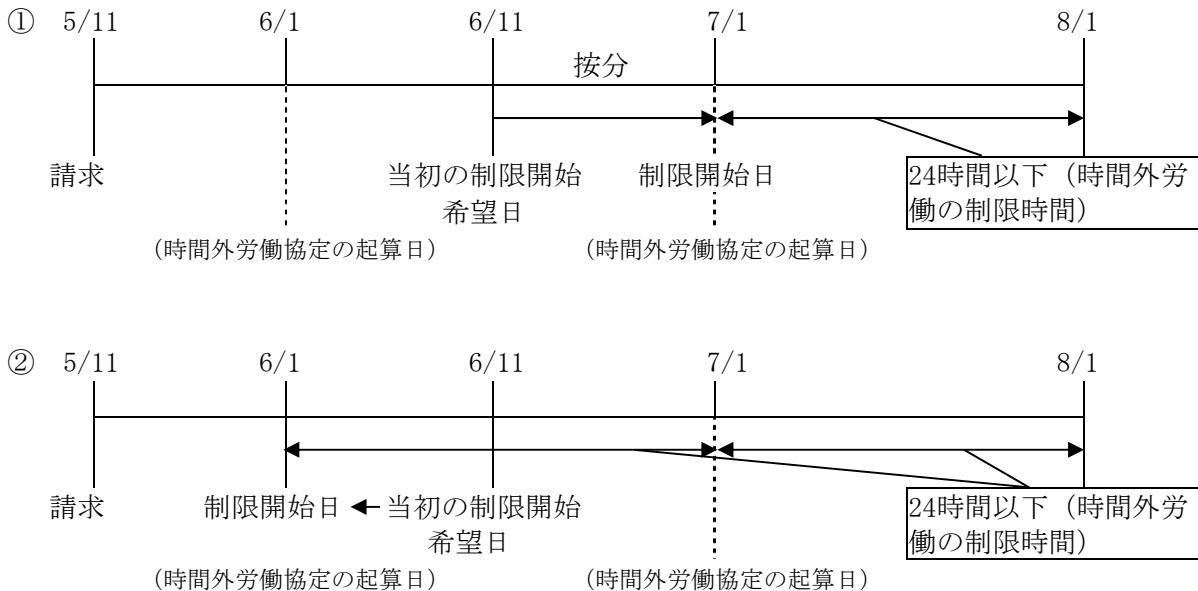 ① 5/11 6/1 6/11 7/1 8/1
按分
請求 当初の制限開始 制限開始日 24時間以下（時間外労
希望日 働の制限時間）
（時間外労働協定の起算日） （時間外労働協定の起算日）
② 5/11 6/1 6/11 7/1 8/1
請求 制限開始日 当初の制限開始 24時間以下（時間外労
希望日 働の制限時間）
（時間外労働協定の起算日） （時間外労働協定の起算日）